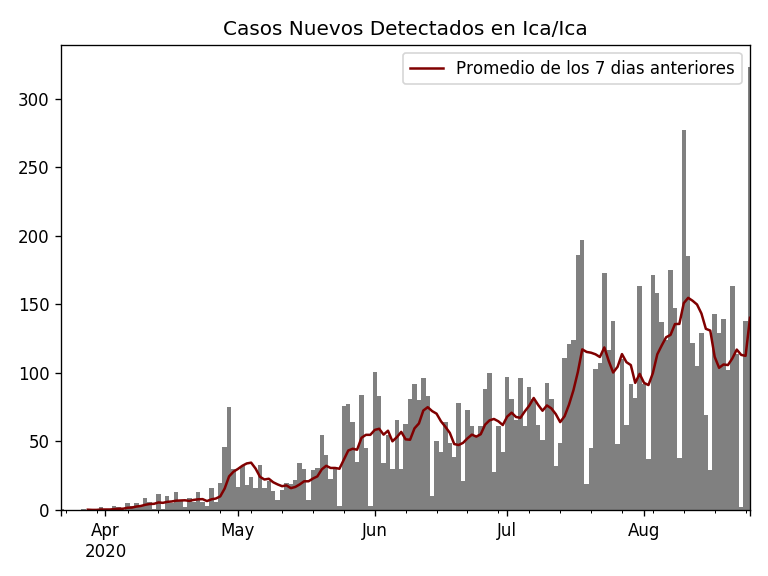 Casos Nuevos Detectados en Ica/Ica
Promedio de los 7 dias anteriores
300
250
200
150
100
50
0
Apr
2020
May
Jun
Jul
Aug